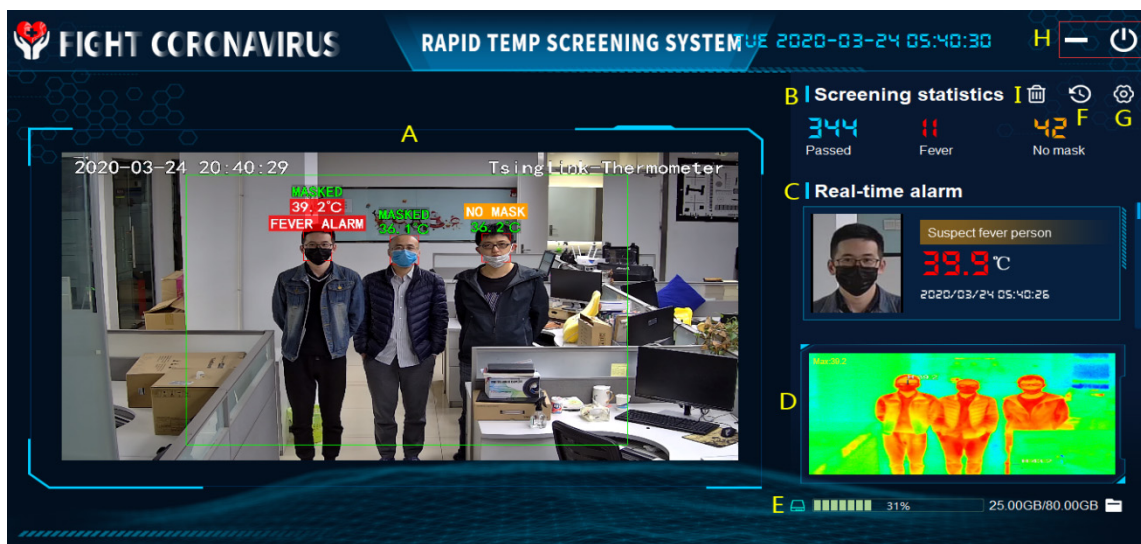 FIGHT CORONAVIRUS
RAPID TEMP SCREENING SYSTEM
TUE 2020-03-24 05:40:30
H
B
Screening statistics
I
F
G
344
11
42
Passed
Fever
No mask
A
2020-03-24 20:40:29
Tsinglink-Thermometer
MASKED
39.2°C
FEVER ALARM
MASKED
36.1°C
NO MASK
36.2°C
C
Real-time alarm
Suspect fever person
39.9°C
2020/03/24 05:40:26
D
Max:39.2
E
31%
25.00GB/80.00GB